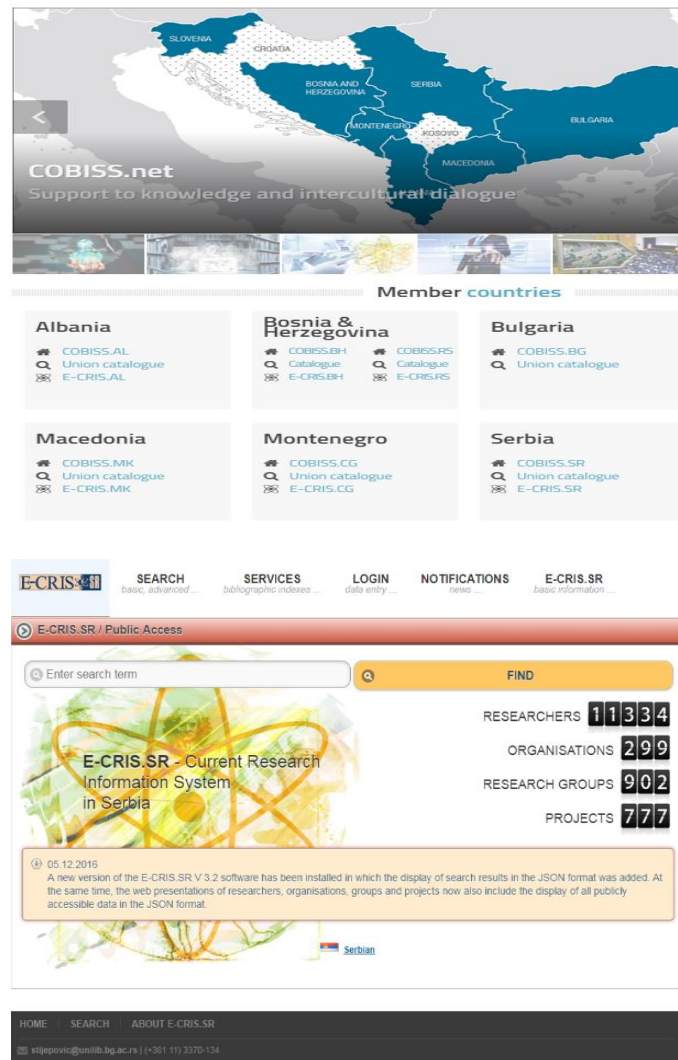 SLOVENIA
CROATIA
BOSNIA AND
HERZEGOVINA
SERBIA
MONTENEGRO
KOSOVO
BULGARIA
MACEDONIA
COBISS.net
Support to knowledge and intercultural dialogue
Member countries
Albania
COBISS.AL
Union catalogue
E-CRIS.AL
Bosnia &
Herzegovina
COBISS.BH COBISS.RS
Catalogue Catalogue
E-CRIS.BH E-CRIS.RS
Bulgaria
COBISS.BG
Union catalogue
Macedonia
COBISS.MK
Union catalogue
E-CRIS.MK
Montenegro
COBISS.CG
Union catalogue
E-CRIS.CG
Serbia
COBISS.SR
Union catalogue
E-CRIS.SR
E-CRIS SR SEARCH SERVICES LOGIN NOTIFICATIONS E-CRIS.SR
basic, advanced ... bibliographic indexes ... data entry ... news ... basic information ...
E-CRIS.SR / Public Access
Enter search term FIND
RESEARCHERS 11334
ORGANISATIONS 299
RESEARCH GROUPS 902
PROJECTS 777
E-CRIS.SR - Current Research
Information System
in Serbia
05.12.2016
A new version of the E-CRIS.SR V 3.2 software has been installed in which the display of search results in the JSON format was added. At
the same time, the web presentations of researchers, organisations, groups and projects now also include the display of all publicly
accessible data in the JSON format.
Serbian
HOME | SEARCH | ABOUT E-CRIS.SR
stijepovic@unilib.bg.ac.rs | (+381 11) 3370-134